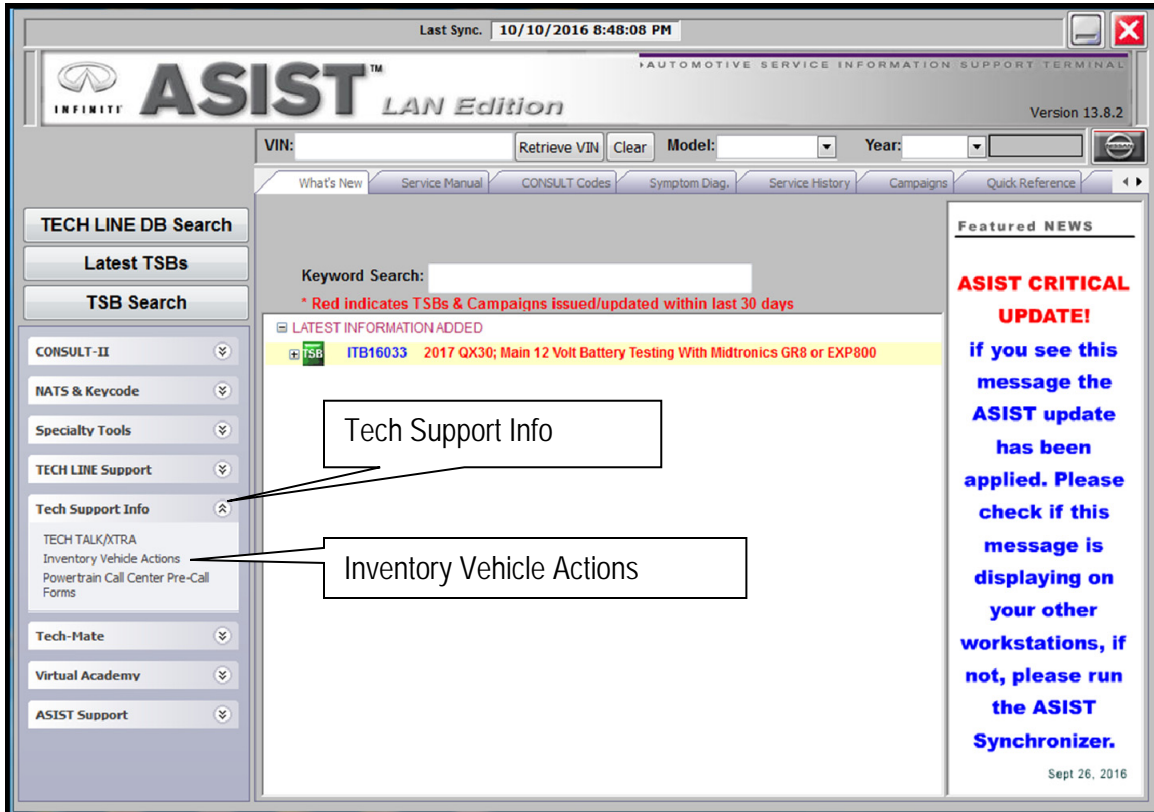 Last Sync. 10/10/2016 8:48:08 PM
INFINITI ASIST™ LAN Edition
AUTOMOTIVE SERVICE INFORMATION SUPPORT TERMINAL
Version 13.8.2
VIN: Retrieve VIN Clear Model: Year:
NISSAN
What's New Service Manual CONSULT Codes Symptom Diag. Service History Campaigns Quick Reference
TECH LINE DB Search
Latest TSBs
TSB Search
CONSULT-II
NATS & Keycode
Specialty Tools
TECH LINE Support
Tech Support Info
TECH TALK/XTRA
Inventory Vehicle Actions
Powertrain Call Center Pre-Call
Forms
Tech-Mate
Virtual Academy
ASIST Support
Keyword Search:
* Red indicates TSBs & Campaigns issued/updated within last 30 days
LATEST INFORMATION ADDED
TSB ITB16033 2017 QX30; Main 12 Volt Battery Testing With Midtronics GR8 or EXP800
Tech Support Info
Inventory Vehicle Actions
Featured NEWS
ASIST CRITICAL
UPDATE!
if you see this
message the
ASIST update
has been
applied. Please
check if this
message is
displaying on
your other
workstations, if
not, please run
the ASIST
Synchronizer.
Sept 26, 2016